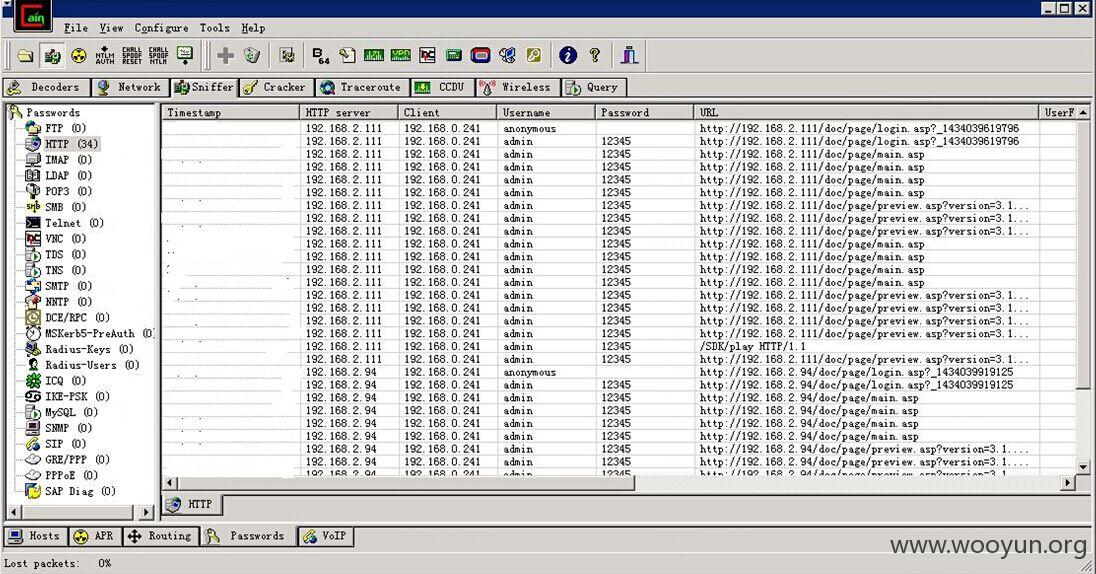 Cain
File View Configure Tools Help
NTLM AUTH CHALL SPOOF RESET CHALL SPOOF NTLM B64
Decoders Network Sniffer Cracker Traceroute CCDU Wireless Query
Passwords
FTP (0)
HTTP (34)
IMAP (0)
LDAP (0)
POP3 (0)
SMB (0)
Telnet (0)
VNC (0)
TDS (0)
TNS (0)
SMTP (0)
NNTP (0)
DCE/RPC (0)
MSKerb5-PreAuth (0)
Radius-Keys (0)
Radius-Users (0)
ICQ (0)
IKE-PSK (0)
MySQL (0)
SNMP (0)
SIP (0)
GRE/PPP (0)
PPPoE (0)
SAP Diag (0)
Timestamp HTTP server Client Username Password URL UserF
192.168.2.111 192.168.0.241 anonymous http://192.168.2.111/doc/page/login.asp?_1434039619796
192.168.2.111 192.168.0.241 admin 12345 http://192.168.2.111/doc/page/login.asp?_1434039619796
192.168.2.111 192.168.0.241 admin 12345 http://192.168.2.111/doc/page/main.asp
192.168.2.111 192.168.0.241 admin 12345 http://192.168.2.111/doc/page/main.asp
192.168.2.111 192.168.0.241 admin 12345 http://192.168.2.111/doc/page/main.asp
192.168.2.111 192.168.0.241 admin 12345 http://192.168.2.111/doc/page/main.asp
192.168.2.111 192.168.0.241 admin 12345 http://192.168.2.111/doc/page/preview.asp?version=3.1...
192.168.2.111 192.168.0.241 admin 12345 http://192.168.2.111/doc/page/main.asp
192.168.2.111 192.168.0.241 admin 12345 http://192.168.2.111/doc/page/preview.asp?version=3.1...
192.168.2.111 192.168.0.241 admin 12345 http://192.168.2.111/doc/page/main.asp
192.168.2.111 192.168.0.241 admin 12345 http://192.168.2.111/doc/page/main.asp
192.168.2.111 192.168.0.241 admin 12345 http://192.168.2.111/doc/page/main.asp
192.168.2.111 192.168.0.241 admin 12345 http://192.168.2.111/doc/page/main.asp
192.168.2.111 192.168.0.241 admin 12345 http://192.168.2.111/doc/page/preview.asp?version=3.1...
192.168.2.111 192.168.0.241 admin 12345 http://192.168.2.111/doc/page/preview.asp?version=3.1...
192.168.2.111 192.168.0.241 admin 12345 http://192.168.2.111/doc/page/preview.asp?version=3.1...
192.168.2.111 192.168.0.241 admin 12345 http://192.168.2.111/doc/page/preview.asp?version=3.1...
192.168.2.111 192.168.0.241 admin 12345 /SDK/play HTTP/1.1
192.168.2.111 192.168.0.241 admin 12345 http://192.168.2.111/doc/page/preview.asp?version=3.1...
192.168.2.94 192.168.0.241 anonymous http://192.168.2.94/doc/page/login.asp?_1434039919125
192.168.2.94 192.168.0.241 admin 12345 http://192.168.2.94/doc/page/login.asp?_1434039919125
192.168.2.94 192.168.0.241 admin 12345 http://192.168.2.94/doc/page/main.asp
192.168.2.94 192.168.0.241 admin 12345 http://192.168.2.94/doc/page/main.asp
192.168.2.94 192.168.0.241 admin 12345 http://192.168.2.94/doc/page/main.asp
192.168.2.94 192.168.0.241 admin 12345 http://192.168.2.94/doc/page/main.asp
192.168.2.94 192.168.0.241 admin 12345 http://192.168.2.94/doc/page/preview.asp?version=3.1....
192.168.2.94 192.168.0.241 admin 12345 http://192.168.2.94/doc/page/main.asp
192.168.2.94 192.168.0.241 admin 12345 http://192.168.2.94/doc/page/preview.asp?version=3.1....
HTTP
Hosts APR Routing Passwords VoIP
Lost packets: 0%
www.wooyun.org